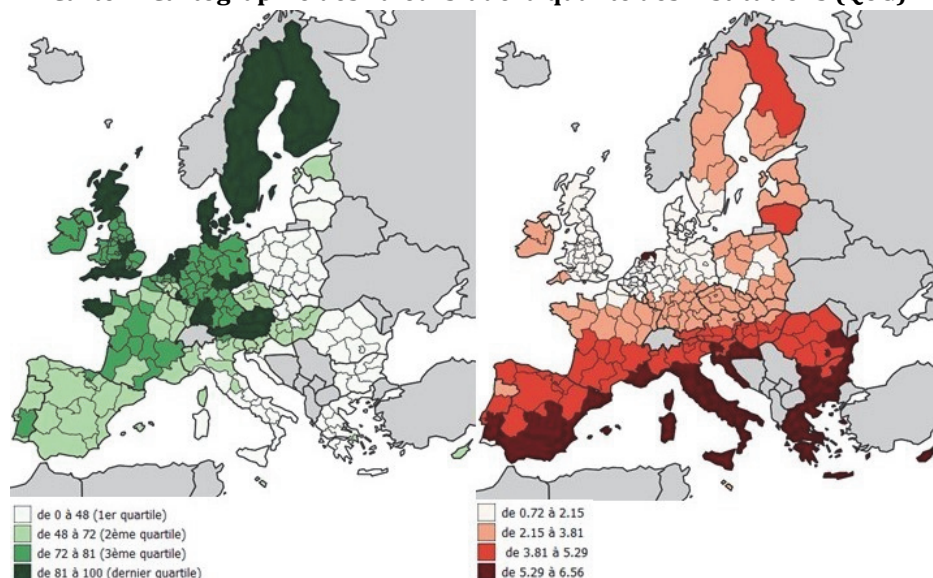 de 0 à 48 (1er quartile)
de 48 à 72 (2ème quartile)
de 72 à 81 (3ème quartile)
de 81 à 100 (dernier quartile)
de 0.72 à 2.15
de 2.15 à 3.81
de 3.81 à 5.29
de 5.29 à 6.56